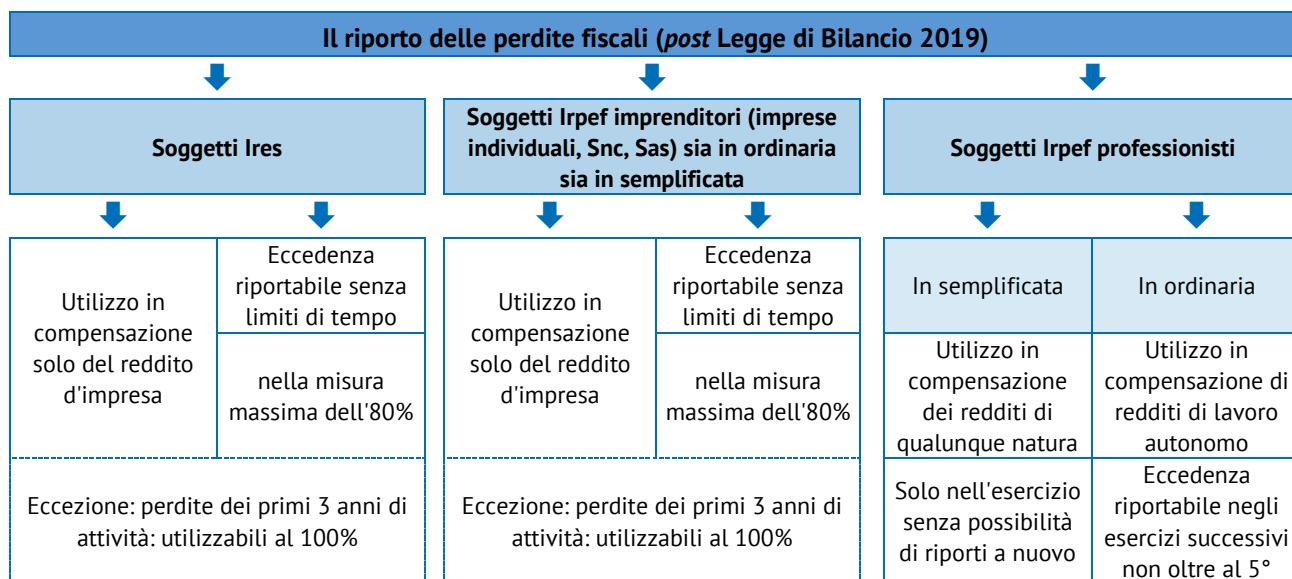 Il riporto delle perdite fiscali (post Legge di Bilancio 2019)
Soggetti Ires
Soggetti Irpef imprenditori (imprese
individuali, Snc, Sas) sia in ordinaria
sia in semplificata
Soggetti Irpef professionisti
Utilizzo in
compensazione
solo del reddito
d'impresa
Eccedenza
riportabile senza
limiti di tempo
nella misura
massima dell'80%
Eccezione: perdite dei primi 3 anni di
attività: utilizzabili al 100%
Utilizzo in
compensazione
solo del reddito
d'impresa
Eccedenza
riportabile senza
limiti di tempo
nella misura
massima dell'80%
Eccezione: perdite dei primi 3 anni di
attività: utilizzabili al 100%
In semplificata
Utilizzo in
compensazione
dei redditi di
qualunque natura
Solo nell'esercizio
senza possibilità
di riporti a nuovo
In ordinaria
Utilizzo in
compensazione di
redditi di lavoro
autonomo
Eccedenza
riportabile negli
esercizi successivi
non oltre al 5°